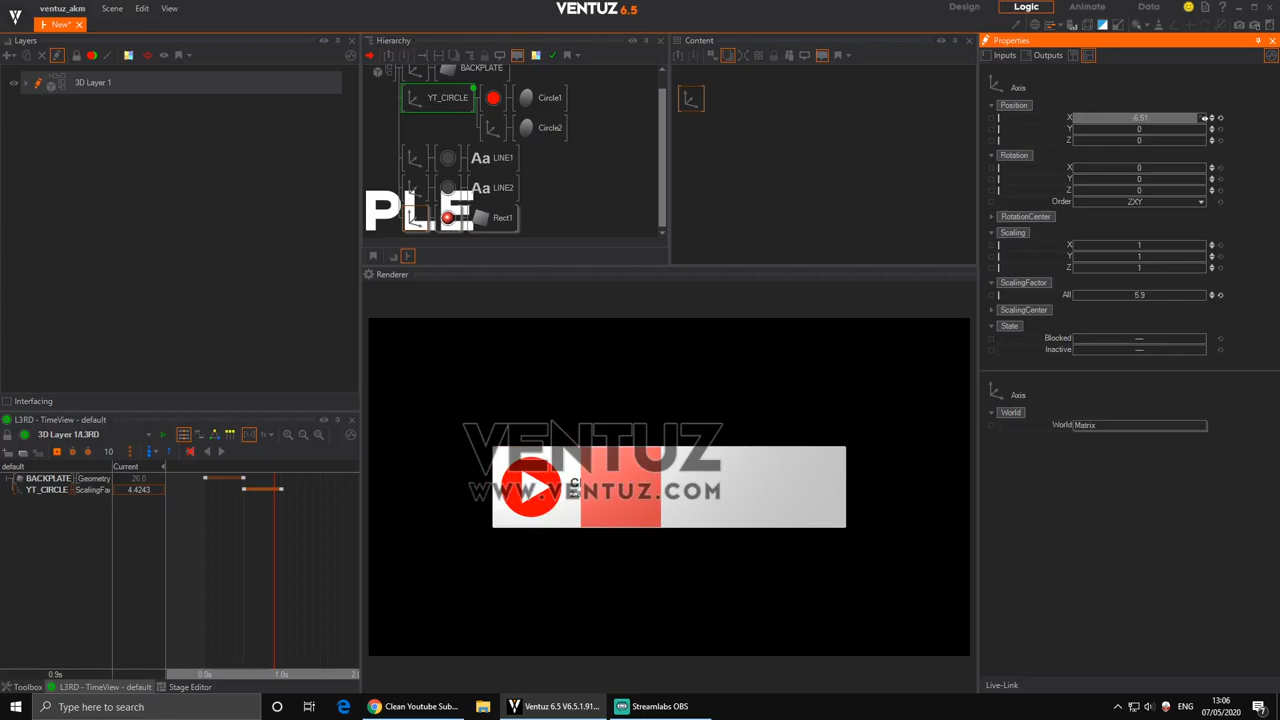 ventuz_akm Scene Edit View VENTUZ 6.5 Design Logic Animate Data
New*
Layers
3D Layer 1
Hierarchy
BACKPLATE
YT_CIRCLE Circle1
Circle2
Aa LINE1
Aa LINE2
Rect1
PLE
Content
Renderer
VENTUZ
WWW.VENTUZ.COM
Properties
Inputs Outputs
Axis
Position
X -6.51
Y 0
Z 0
Rotation
X 0
Y 0
Z 0
Order ZXY
RotationCenter
Scaling
X 1
Y 1
Z 1
ScalingFactor
All 5.9
ScalingCenter
State
Blocked —
Inactive —
Axis
World
World Matrix
Live-Link
Interfacing
L3RD - TimeView - default
3D Layer 1/L3RD
10
default Current
BACKPLATE (Geometry 26.0
YT_CIRCLE ScalingFac 4.4243
0.9s 0.0s 1.0s 2.0
Toolbox L3RD - TimeView - default Stage Editor
Type here to search
Clean Youtube Sub...
Ventuz 6.5 V6.5.1.91...
Streamlabs OBS
ENG
13:06
07/05/2020